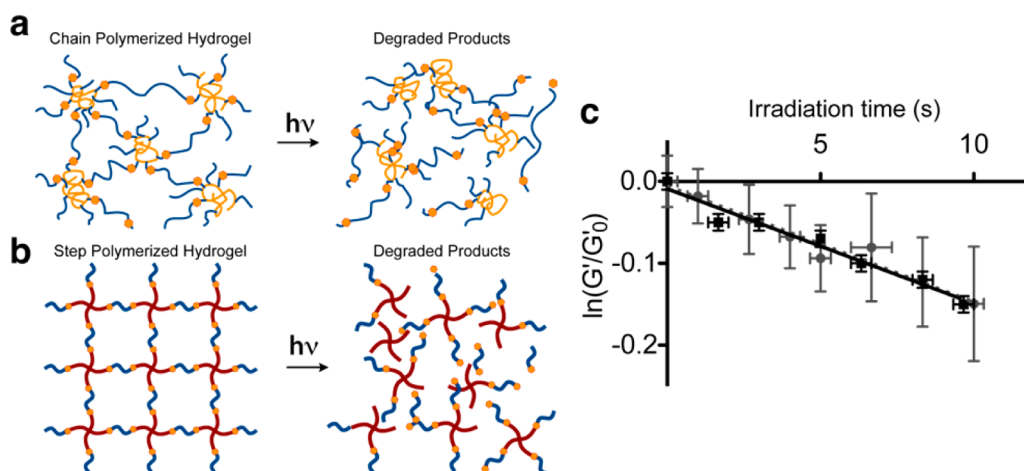 a
Chain Polymerized Hydrogel
Degraded Products
hν
b
Step Polymerized Hydrogel
Degraded Products
hν
c
Irradiation time (s)
5
10
0.0
-0.1
-0.2
ln(G'/G'₀)